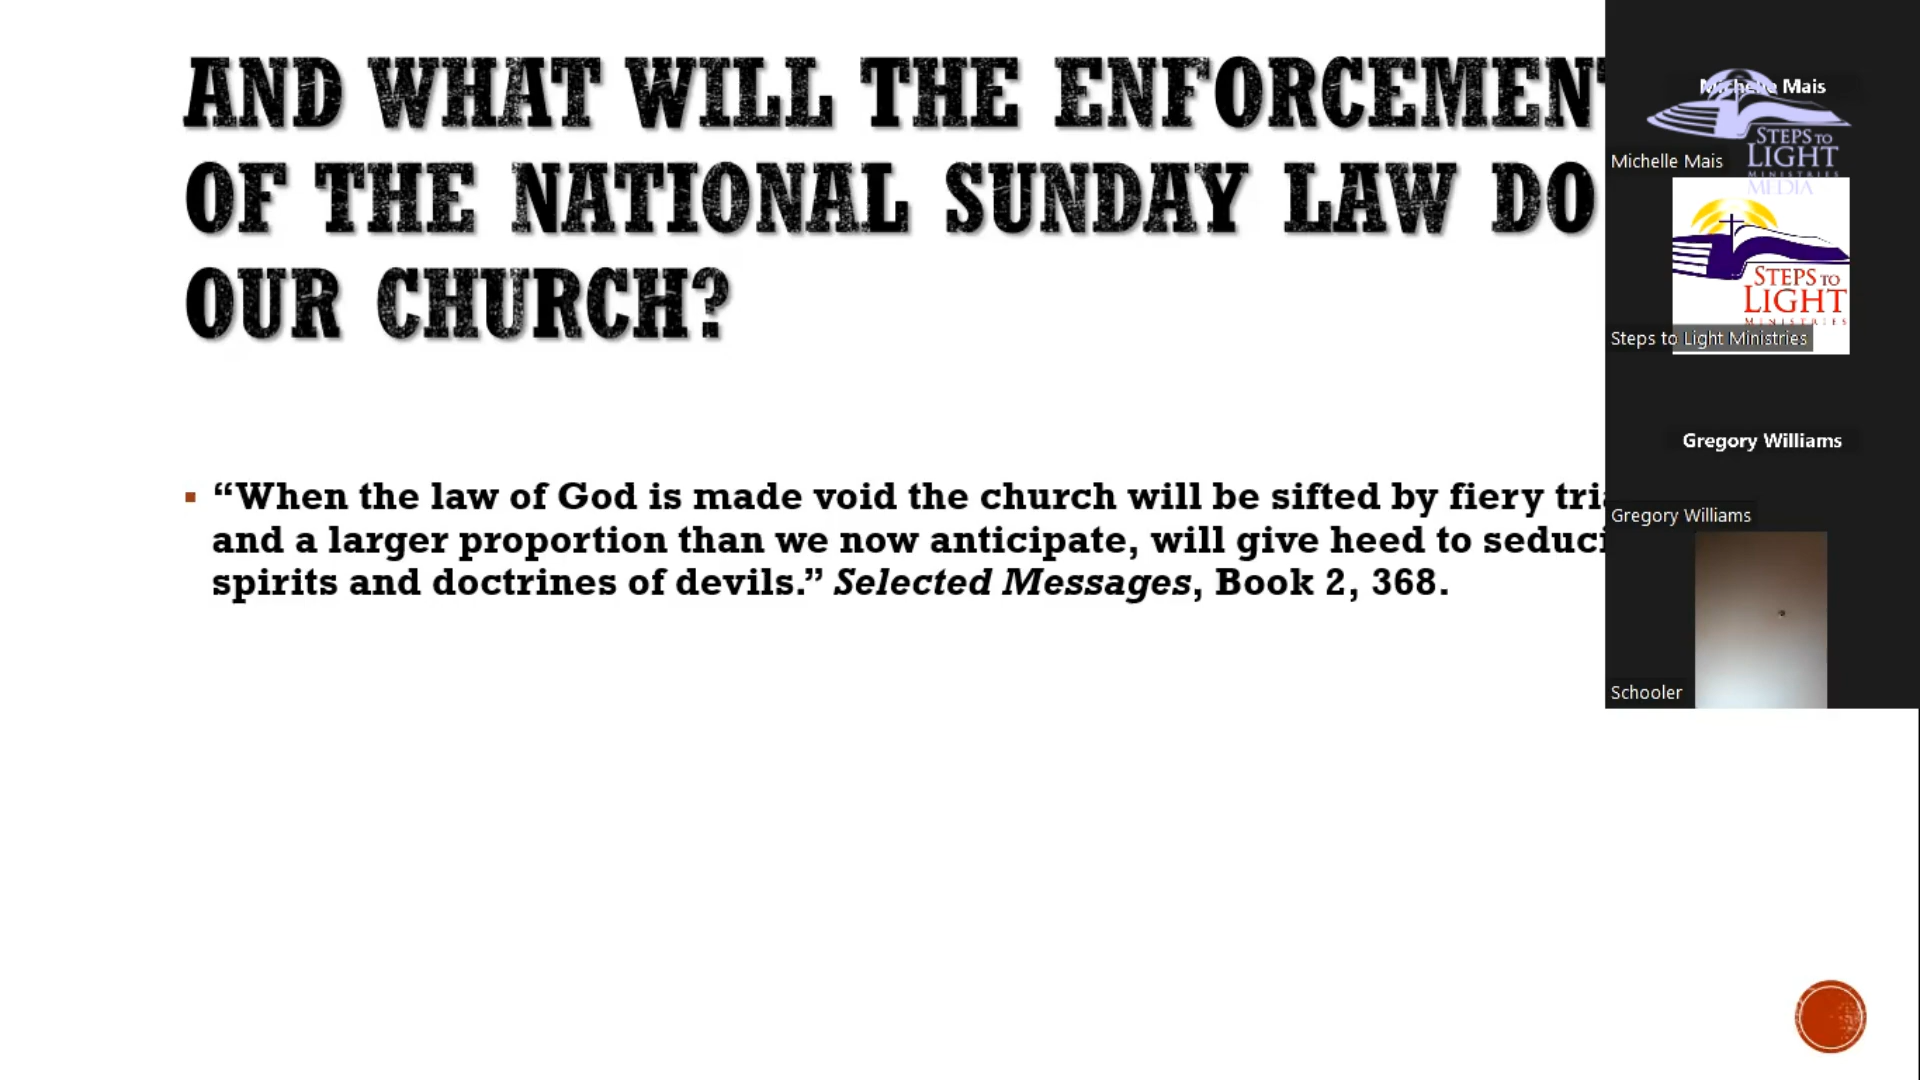 AND WHAT WILL THE ENFORCEMENT
OF THE NATIONAL SUNDAY LAW DO
OUR CHURCH?
“When the law of God is made void the church will be sifted by fiery
and a larger proportion than we now anticipate, will give heed to
spirits and doctrines of devils.” Selected Messages, Book 2, 368.
Michelle Mais
STEPS TO
LIGHT
MINISTRIES
MEDIA
Michelle Mais
STEPS TO
LIGHT
MINISTRIES
Steps to Light Ministries
Gregory Williams
Gregory Williams
Schooler